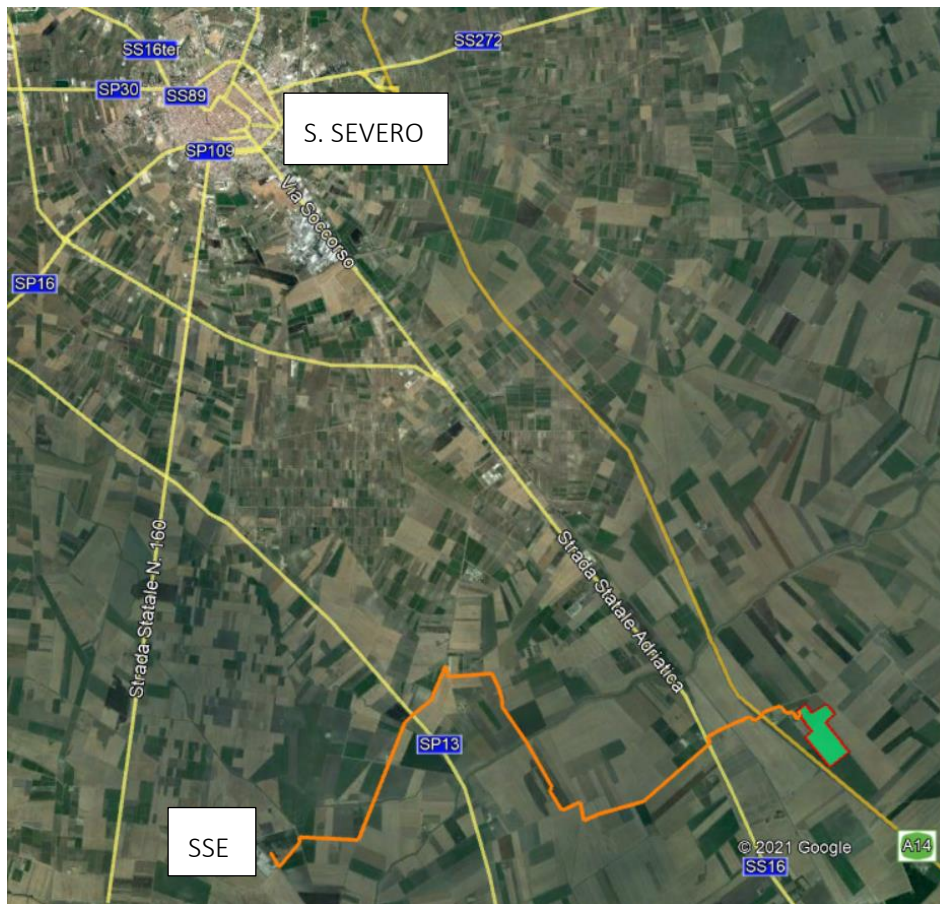 SS272
SS16ter
SP30
SS89
S. SEVERO
SP109
Via Soccorso
SP16
Strada Statale N. 160
Strada Statale Adriatica
SP13
SSE
© 2021 Google
A14
SS16